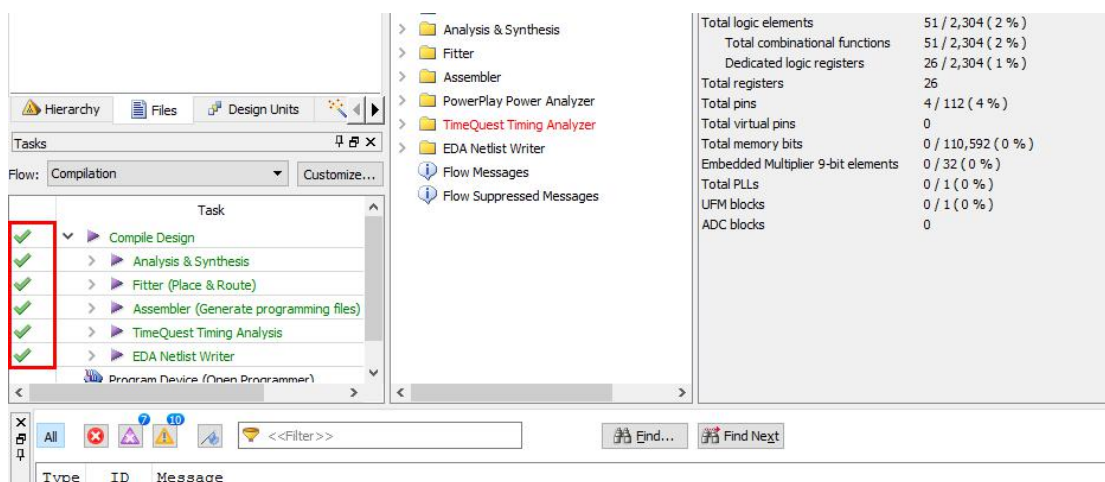 Hierarchy Files Design Units
Tasks
Flow: Compilation Customize...
Task
Compile Design
Analysis & Synthesis
Fitter (Place & Route)
Assembler (Generate programming files)
TimeQuest Timing Analysis
EDA Netlist Writer
Program Device (Open Programmer)
Analysis & Synthesis
Fitter
Assembler
PowerPlay Power Analyzer
TimeQuest Timing Analyzer
EDA Netlist Writer
Flow Messages
Flow Suppressed Messages
Total logic elements 51 / 2,304 ( 2 % )
Total combinational functions 51 / 2,304 ( 2 % )
Dedicated logic registers 26 / 2,304 ( 1 % )
Total registers 26
Total pins 4 / 112 ( 4 % )
Total virtual pins 0
Total memory bits 0 / 110,592 ( 0 % )
Embedded Multiplier 9-bit elements 0 / 32 ( 0 % )
Total PLLs 0 / 1 ( 0 % )
UFM blocks 0 / 1 ( 0 % )
ADC blocks 0
All 7 10 <<Filter>> Find... Find Next
Type ID Message